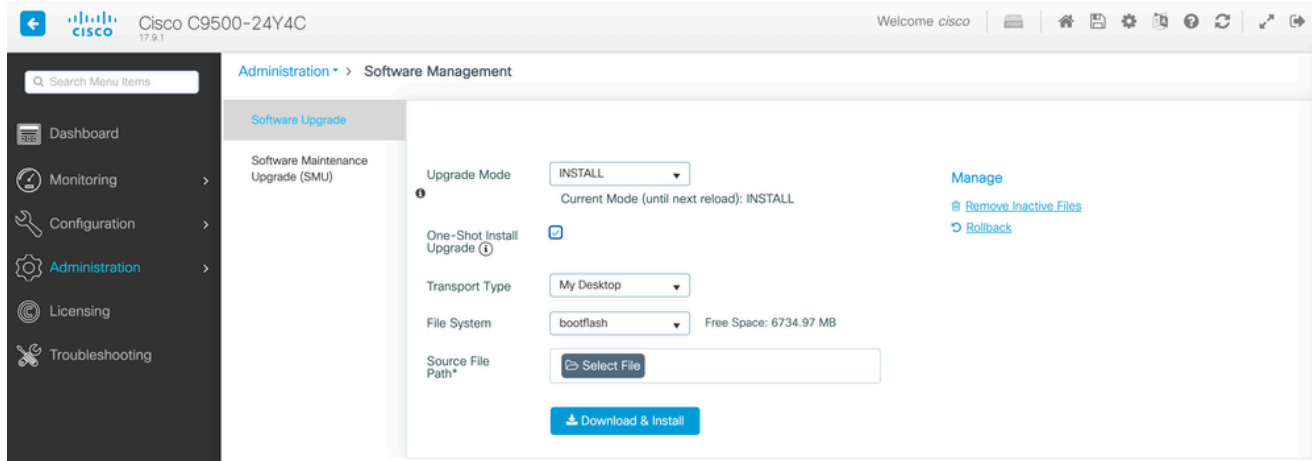 cisco
Cisco C9500-24Y4C
17.9.1
Welcome cisco
Search Menu Items
Dashboard
Monitoring
Configuration
Administration
Licensing
Troubleshooting
Administration > Software Management
Software Upgrade
Software Maintenance
Upgrade (SMU)
Upgrade Mode
INSTALL
Current Mode (until next reload): INSTALL
One-Shot Install
Upgrade
Transport Type
My Desktop
File System
bootflash
Free Space: 6734.97 MB
Source File
Path*
Select File
Download & Install
Manage
Remove Inactive Files
Rollback